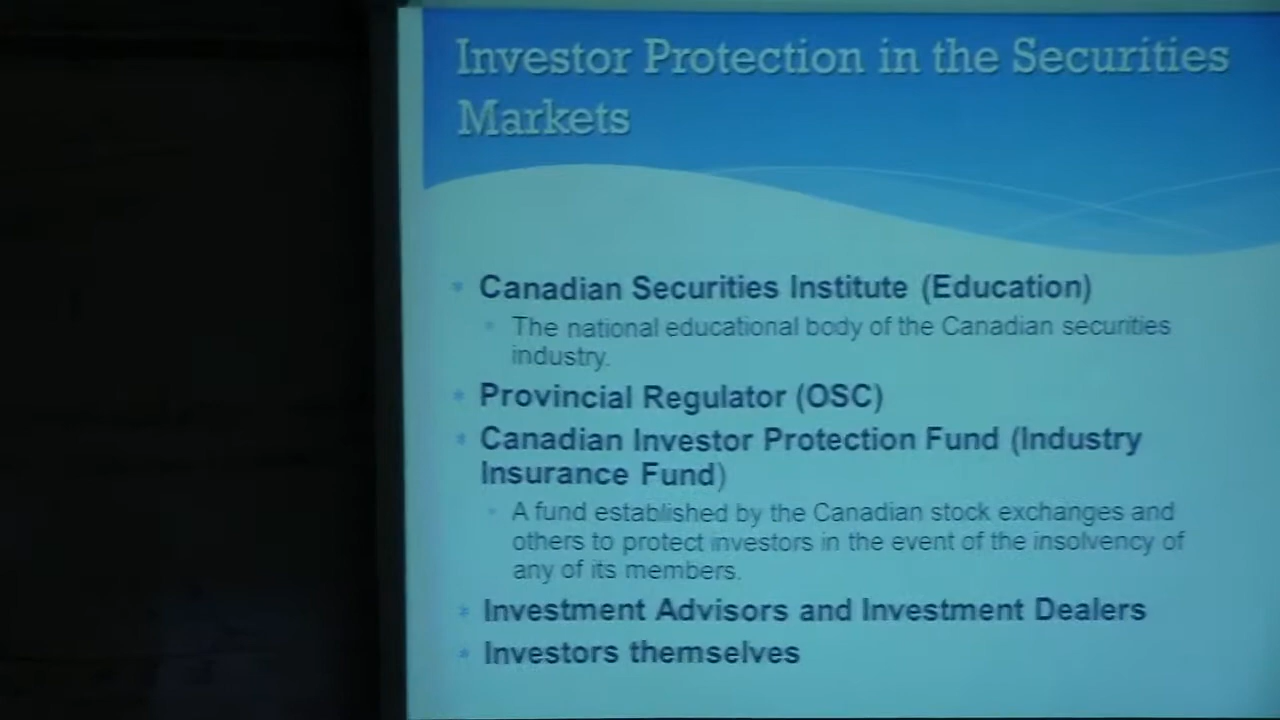 Investor Protection in the Securities
Markets
* Canadian Securities Institute (Education)
* The national educational body of the Canadian securities
industry.
* Provincial Regulator (OSC)
* Canadian Investor Protection Fund (Industry
Insurance Fund)
* A fund established by the Canadian stock exchanges and
others to protect investors in the event of the insolvency of
any of its members.
* Investment Advisors and Investment Dealers
* Investors themselves